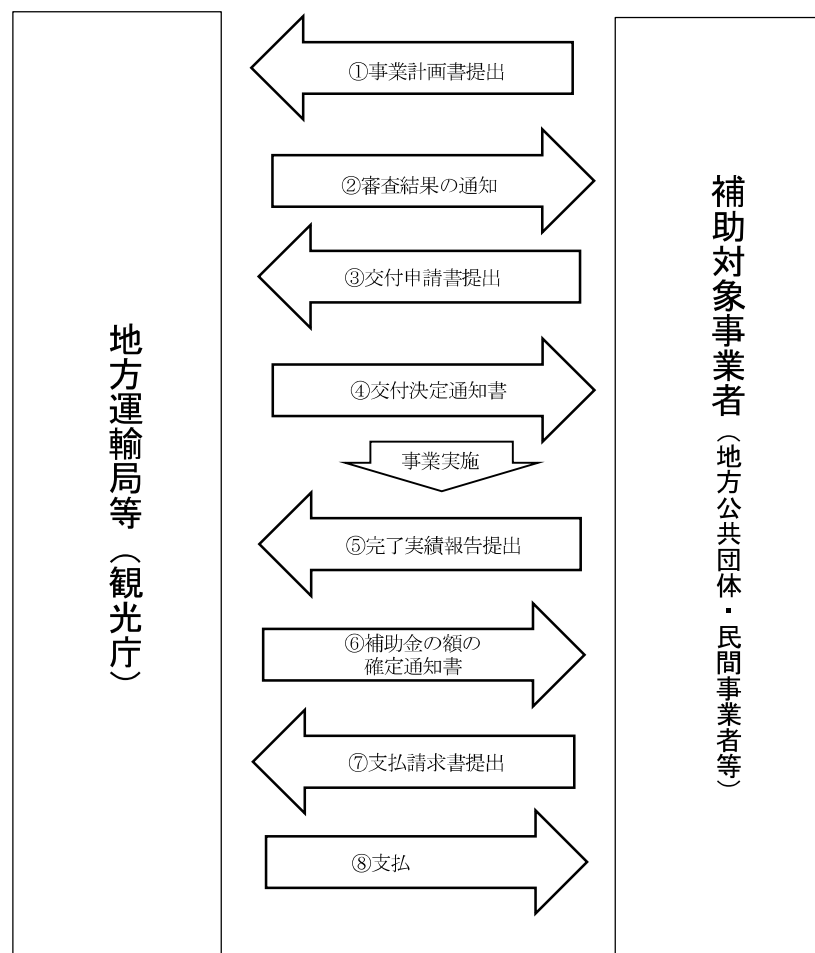 地方運輸局等（観光庁）
①事業計画書提出
②審査結果の通知
③交付申請書提出
④交付決定通知書
事業実施
⑤完了実績報告提出
⑥補助金の額の
確定通知書
⑦支払請求書提出
⑧支払
補助対象事業者（地方公共団体・民間事業者等）